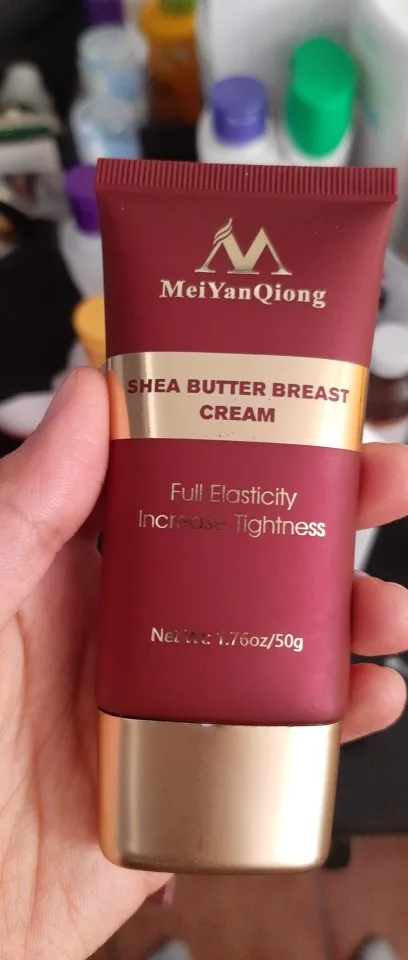 MeiYanQiong
SHEA BUTTER BREAST
CREAM
Full Elasticity
Increase Tightness
Net Wt: 1.76oz/50g